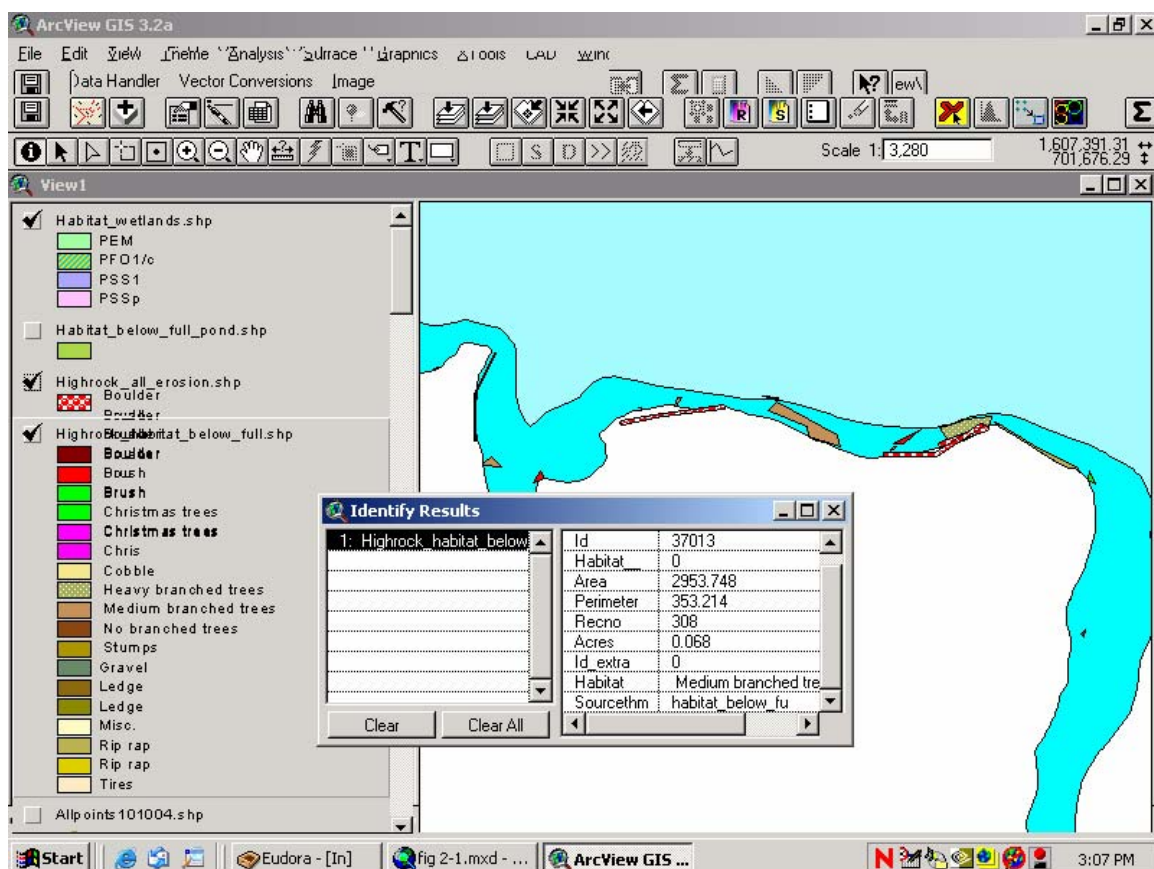 ArcView GIS 3.2a
File Edit View Theme Analysis Surface Graphics XTools CAD Wind
Data Handler Vector Conversions Image
Scale 1: 3,280
1,607,391.31
701,676.29
View1
Habitat_wetlands.shp
PEM
PFO1/c
PSS1
PSSp
Habitat_below_full_pond.shp
Highrock_all_erosion.shp
Boulder
Highrock_habitat_below_full.shp
Boulder
Brush
Christmas trees
Christmas trees
Chris
Cobble
Heavy branched trees
Medium branched trees
No branched trees
Stumps
Gravel
Ledge
Ledge
Misc.
Rip rap
Rip rap
Tires
Allpoints101004.shp
Identify Results
1: Highrock_habitat_below
Id 37013
Habitat__ 0
Area 2953.748
Perimeter 353.214
Recno 308
Acres 0.068
Id_extra 0
Habitat Medium branched tre
Sourcethm habitat_below_fu
Clear Clear All
Start Eudora - [In] fig 2-1.mxd - ... ArcView GIS ... N 3:07 PM